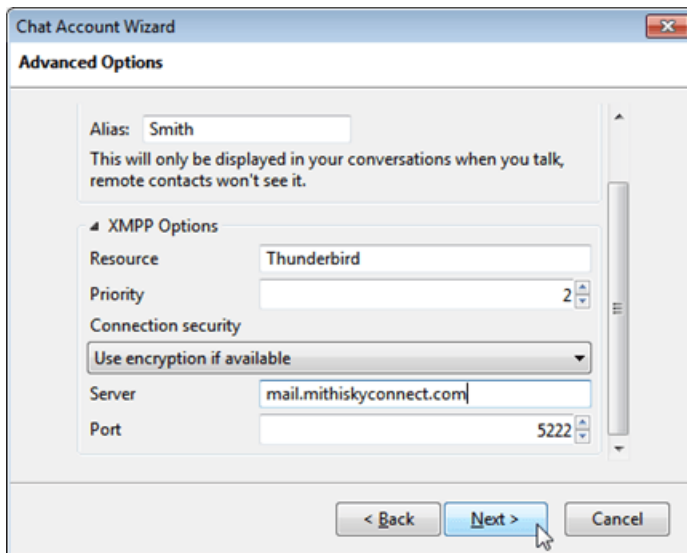 Chat Account Wizard
Advanced Options
Alias: Smith
This will only be displayed in your conversations when you talk,
remote contacts won't see it.
XMPP Options
Resource Thunderbird
Priority 2
Connection security
Use encryption if available
Server mail.mithiskyconnect.com
Port 5222
< Back Next > Cancel